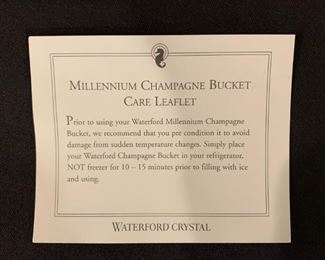 MILLENNIUM CHAMPAGNE BUCKET
CARE LEAFLET
Prior to using your Waterford Millennium Champagne
Bucket, we recommend that you pre condition it to avoid
damage from sudden temperature changes. Simply place
your Waterford Champagne Bucket in your refrigerator,
NOT freezer for 10 – 15 minutes prior to filling with ice
and using.
WATERFORD CRYSTAL